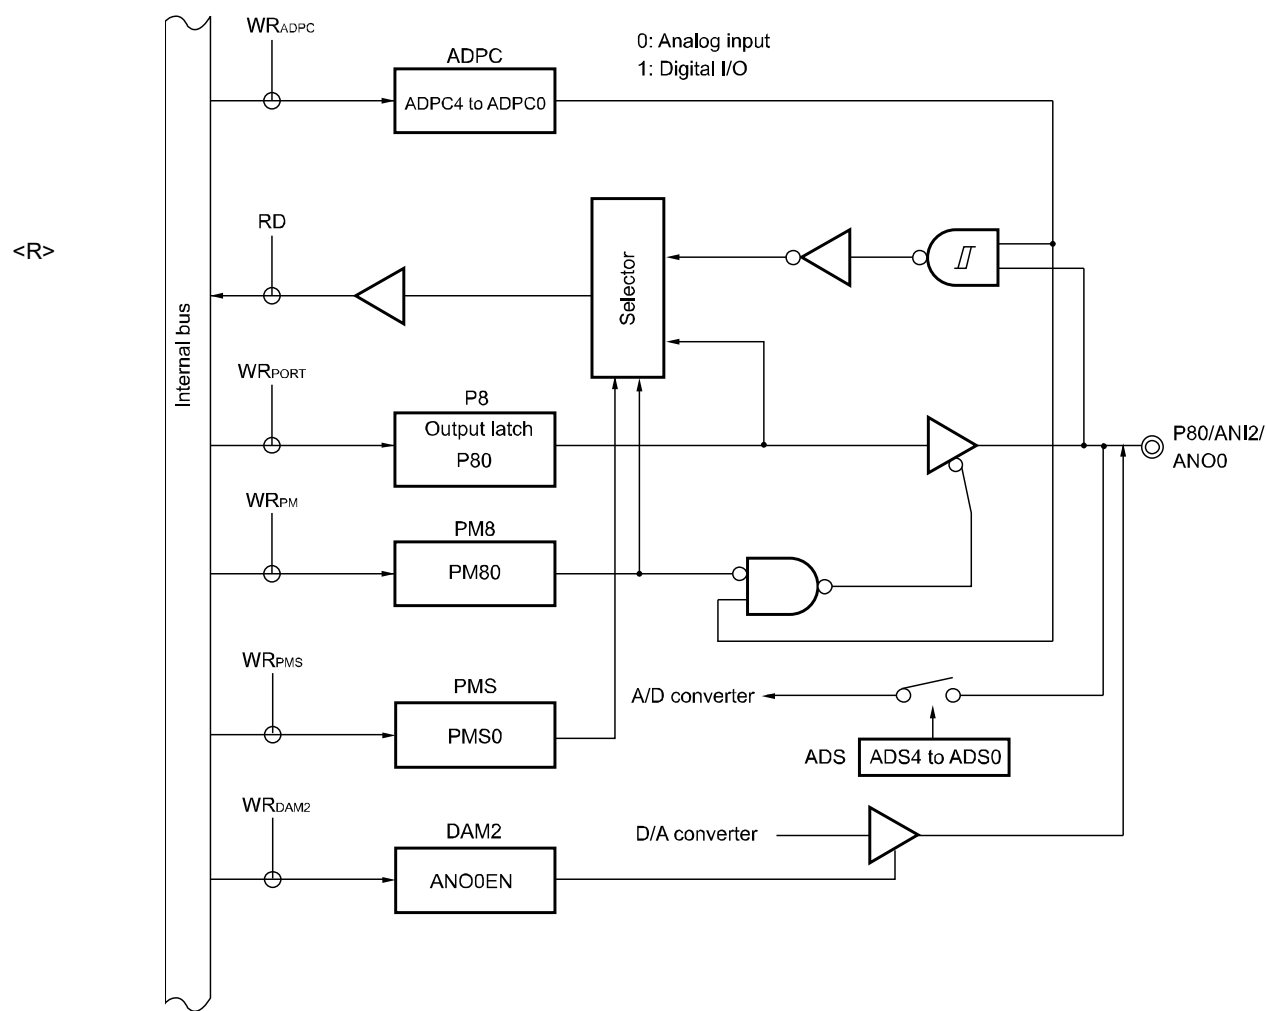 WRADPC
0: Analog input
1: Digital I/O
ADPC
ADPC4 to ADPC0
RD
<R>
Selector
Internal bus
WRPORT
P8
Output latch
P80
P80/ANI2/
ANO0
WRPM
PM8
PM80
WRPMS
PMS
PMS0
A/D converter
ADS
ADS4 to ADS0
WRDAM2
DAM2
ANO0EN
D/A converter